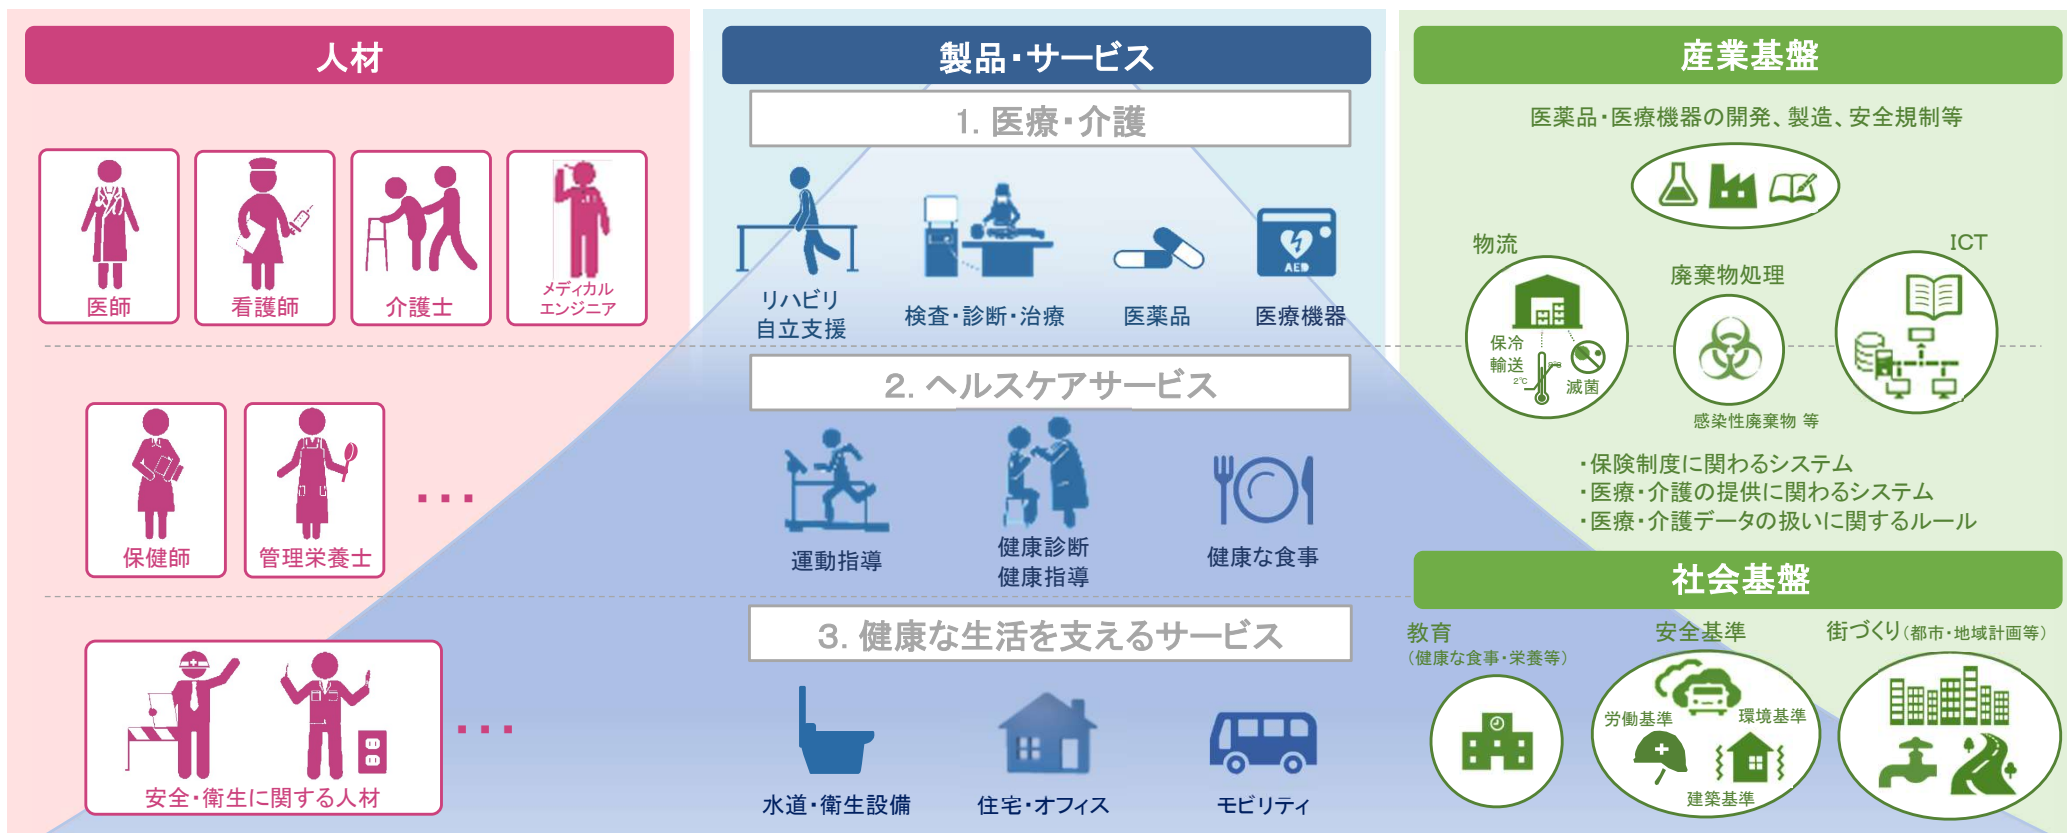 人材
医師
看護師
介護士
メディカル
エンジニア
保健師
管理栄養士
...
安全・衛生に関する人材
...
製品・サービス
1. 医療・介護
リハビリ
自立支援
検査・診断・治療
医薬品
AED
医療機器
2. ヘルスケアサービス
運動指導
健康診断
健康指導
健康な食事
3. 健康な生活を支えるサービス
水道・衛生設備
住宅・オフィス
モビリティ
産業基盤
医薬品・医療機器の開発、製造、安全規制等
物流
保冷
輸送
2℃
滅菌
廃棄物処理
感染性廃棄物 等
ICT
・保険制度に関わるシステム
・医療・介護の提供に関わるシステム
・医療・介護データの扱いに関するルール
社会基盤
教育
（健康な食事・栄養等）
安全基準
労働基準
環境基準
建築基準
街づくり（都市・地域計画等）